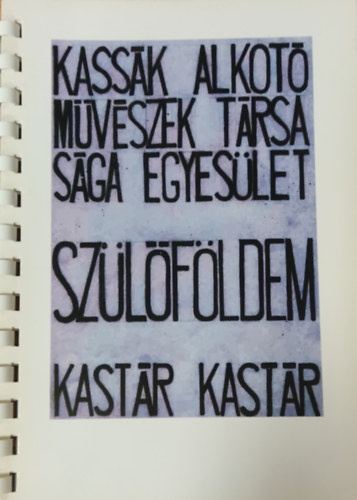 KASSÁK ALKOTÓ
MŰVÉSZEK TÁRSA
SÁGA EGYESÜLET
SZÜLŐFÖLDEM
KASTÁR KASTÁR